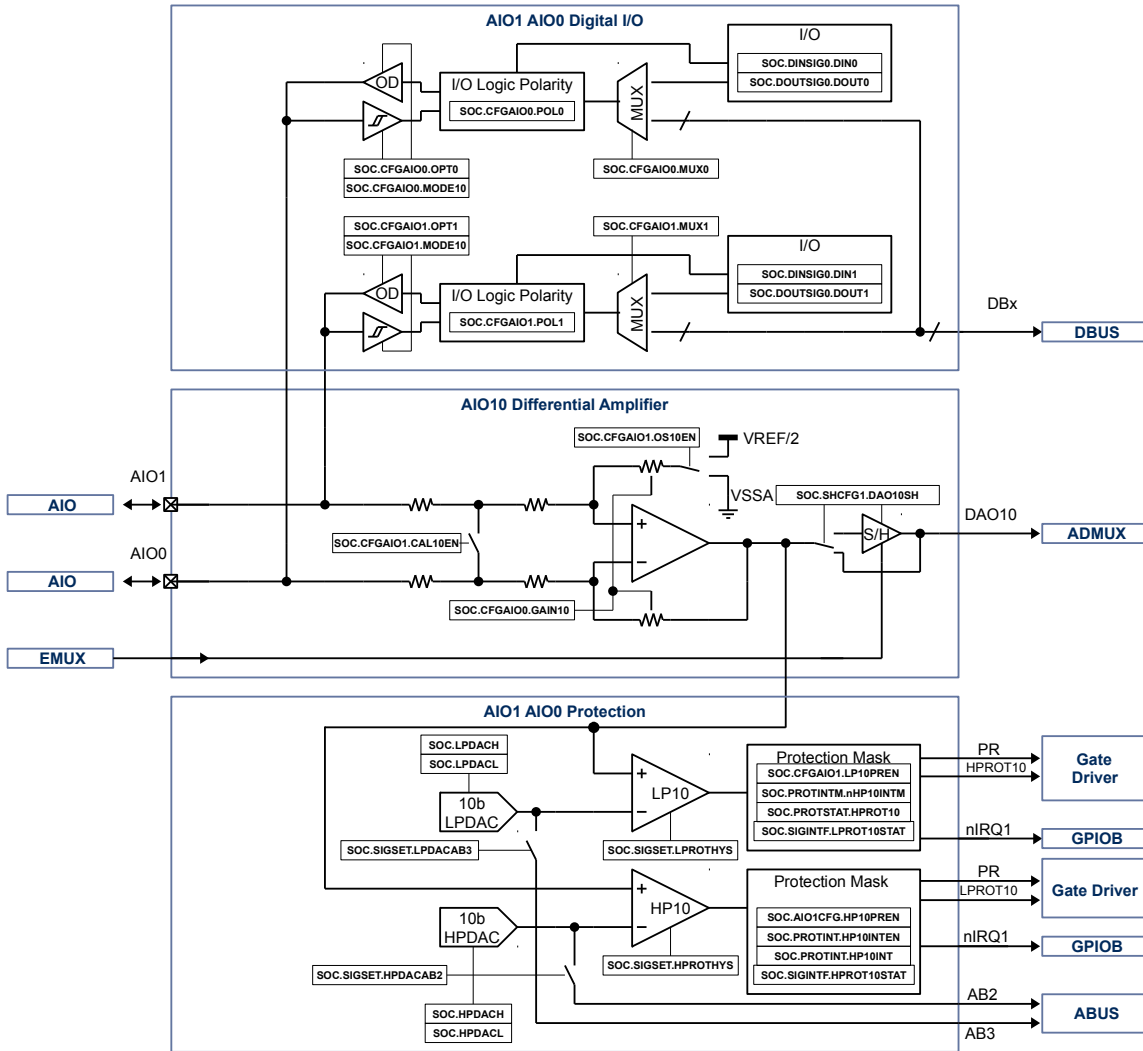 AIO1 AIO0 Digital I/O
OD
I/O Logic Polarity
SOC.CFGAIO0.POL0
MUX
I/O
SOC.DINSIG0.DIN0
SOC.DOUTSIG0.DOUT0
SOC.CFGAIO0.OPT0
SOC.CFGAIO0.MODE10
SOC.CFGAIO0.MUX0
SOC.CFGAIO1.OPT1
SOC.CFGAIO1.MODE10
SOC.CFGAIO1.MUX1
OD
I/O Logic Polarity
SOC.CFGAIO1.POL1
MUX
I/O
SOC.DINSIG0.DIN1
SOC.DOUTSIG0.DOUT1
DBx
DBUS
AIO10 Differential Amplifier
SOC.CFGAIO1.OS10EN
VREF/2
VSSA
AIO1
AIO
SOC.SHCFG1.DAO10SH
+
−
S/H
DAO10
ADMUX
SOC.CFGAIO1.CAL10EN
AIO0
AIO
SOC.CFGAIO0.GAIN10
EMUX
AIO1 AIO0 Protection
SOC.LPDACH
SOC.LPDACL
10b
LPDAC
+
−
LP10
SOC.SIGSET.LPDACAB3
SOC.SIGSET.LPROTHYS
Protection Mask
SOC.CFGAIO1.LP10PREN
SOC.PROTINTM.nHP10INTM
SOC.PROTSTAT.HPROT10
SOC.SIGINTF.LPROT10STAT
PR
HPROT10
Gate
Driver
nIRQ1
GPIOB
10b
HPDAC
+
−
HP10
SOC.SIGSET.HPDACAB2
SOC.SIGSET.HPROTHYS
Protection Mask
SOC.AIO1CFG.HP10PREN
SOC.PROTINT.HP10INTEN
SOC.PROTINT.HP10INT
SOC.SIGINTF.HPROT10STAT
PR
LPROT10
Gate Driver
nIRQ1
GPIOB
SOC.HPDACH
SOC.HPDACL
AB2
AB3
ABUS